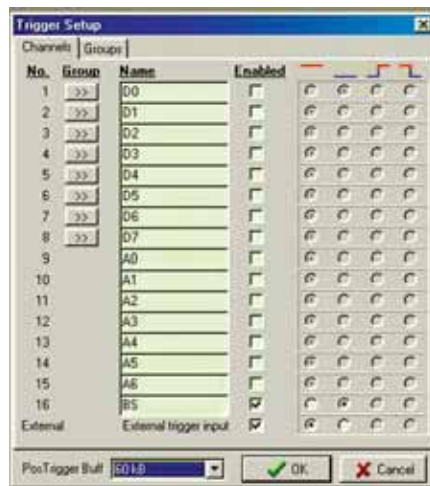 Trigger Setup
Channels Groups
No. Group Name Enabled
1 >> D0
2 >> D1
3 >> D2
4 >> D3
5 >> D4
6 >> D5
7 >> D6
8 >> D7
9 A0
10 A1
11 A2
12 A3
13 A4
14 A5
15 A6
16 BS
External External trigger input
PosTrigger Buff 60 kB OK Cancel